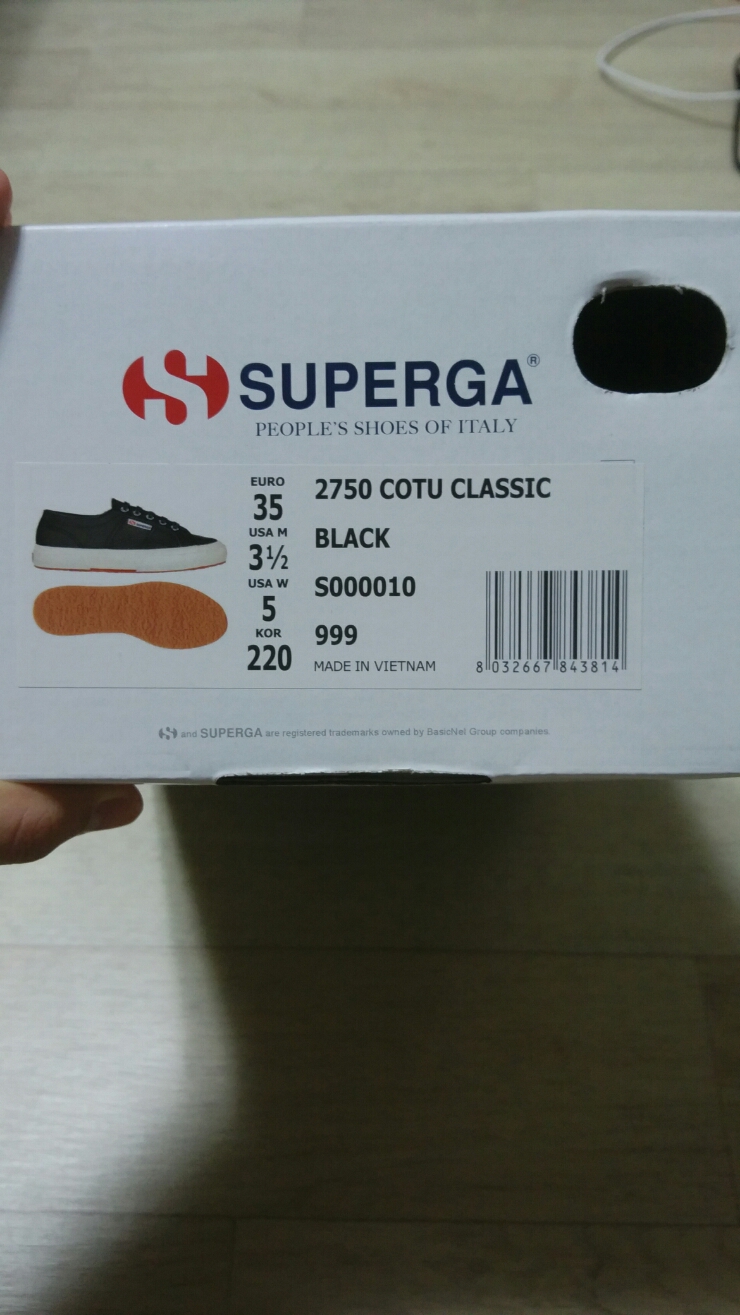 SUPERGA®
PEOPLE'S SHOES OF ITALY
EURO
35
USA M
3½
USA W
5
KOR
220
2750 COTU CLASSIC
BLACK
S000010
999
MADE IN VIETNAM
8 032667 843814
and SUPERGA are registered trademarks owned by BasicNet Group companies.